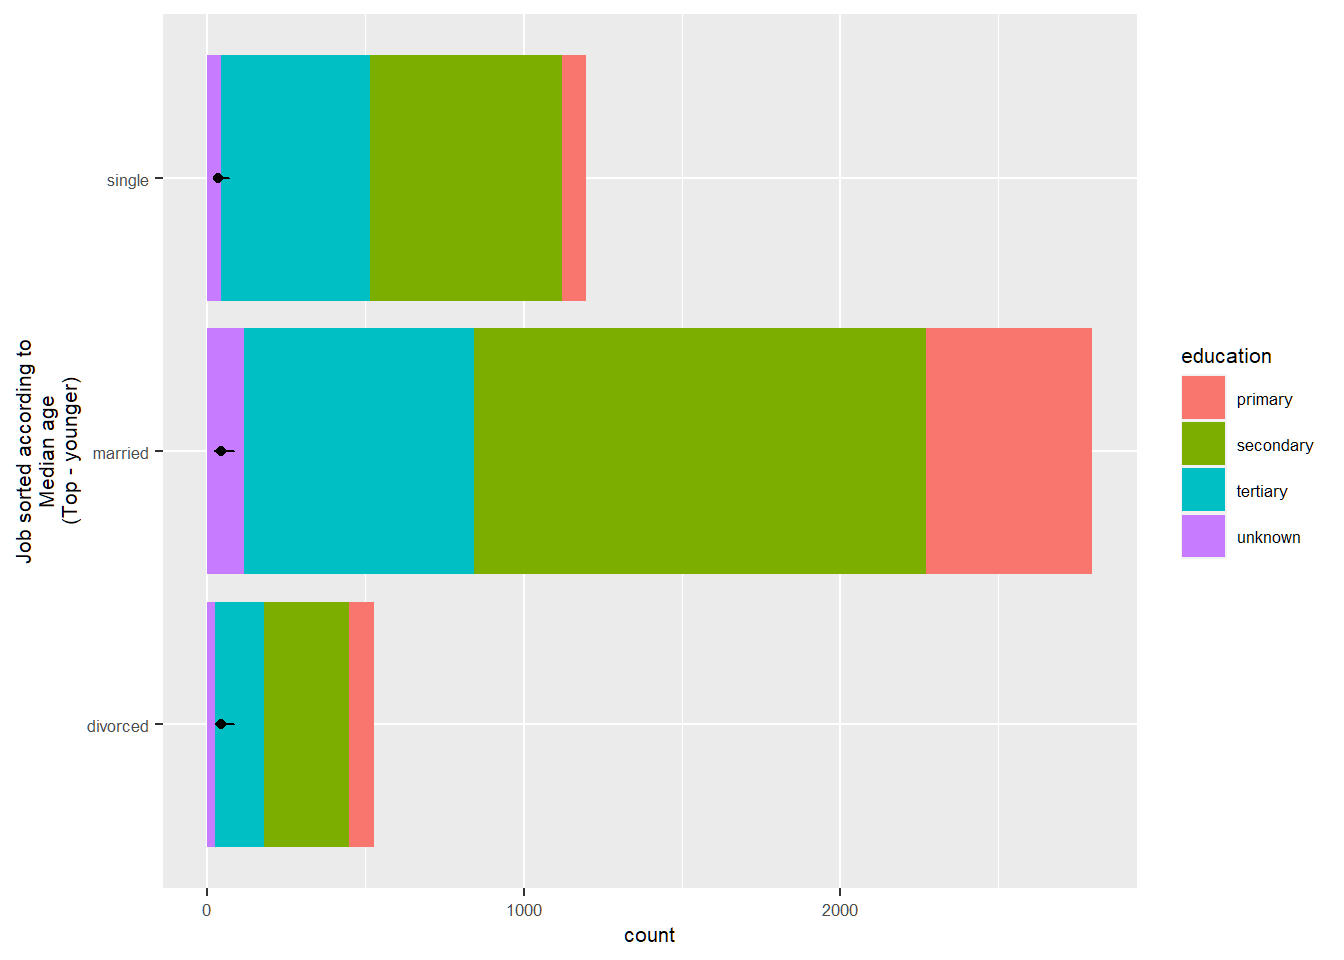 Job sorted according to
Median age
(Top - younger)
single
married
divorced
0
1000
2000
count
education
primary
secondary
tertiary
unknown